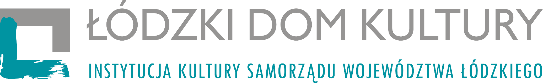 ŁÓDZKI DOM KULTURY
INSTYTUCJA KULTURY SAMORZĄDU WOJEWÓDZTWA ŁÓDZKIEGO